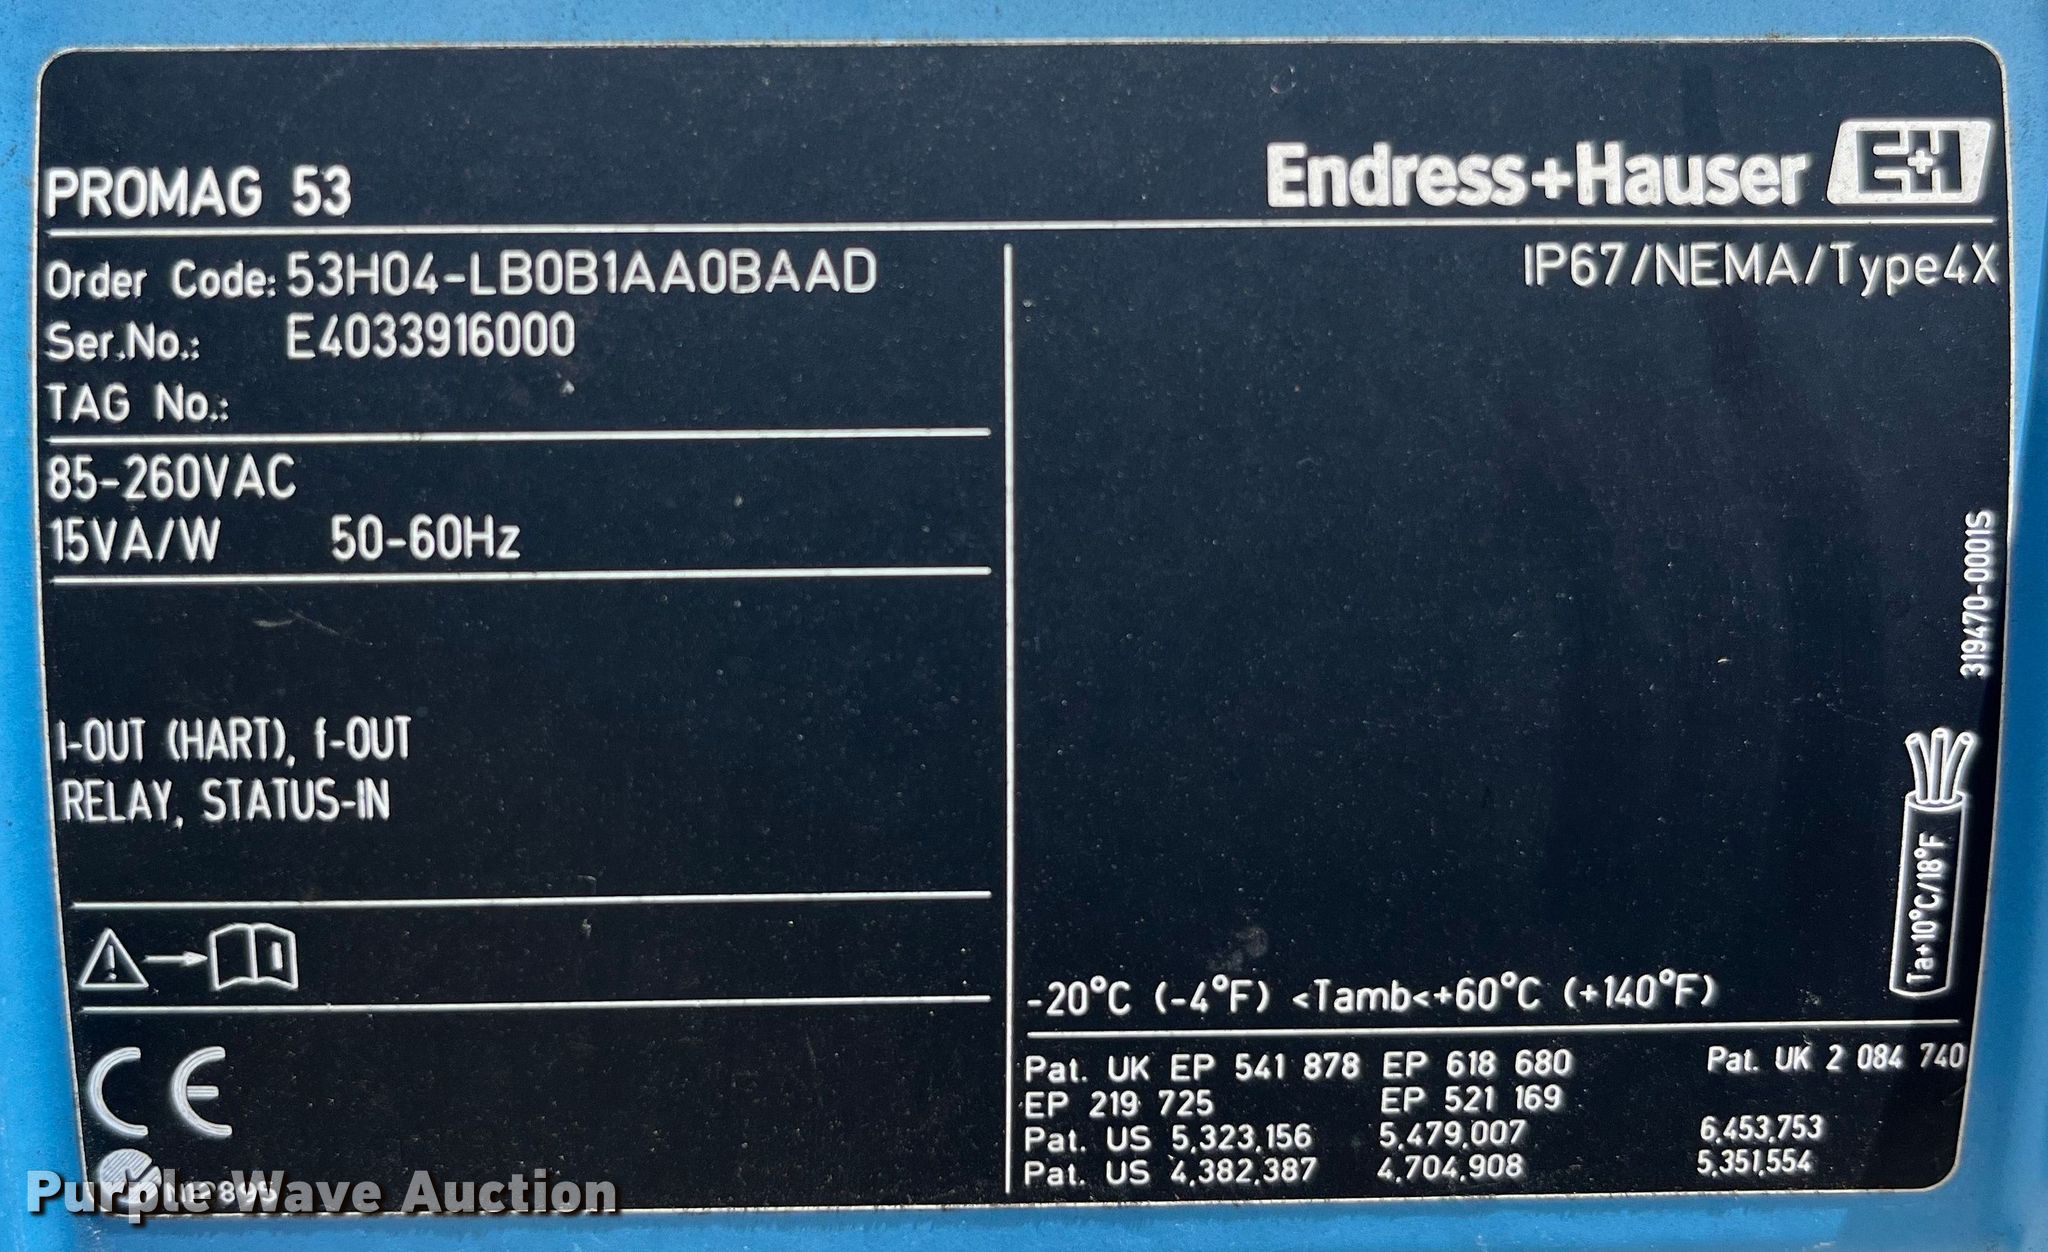 PROMAG 53
Endress+Hauser E+H
Order Code: 53H04-LB0B1AA0BAAD
Ser.No.: E4033916000
TAG No.:
85-260VAC
15VA/W 50-60Hz
I-OUT (HART), f-OUT
RELAY, STATUS-IN
CE
IP67/NEMA/Type4X
319470-0001S
Ta+10°C/18°F
-20°C (-4°F) <Tamb<+60°C (+140°F)
Pat. UK EP 541 878 EP 618 680 Pat. UK 2 084 740
EP 219 725 EP 521 169
Pat. US 5,323,156 5,479,007 6,453,753
Pat. US 4,382,387 4,704,908 5,351,554
Purple Wave Auction